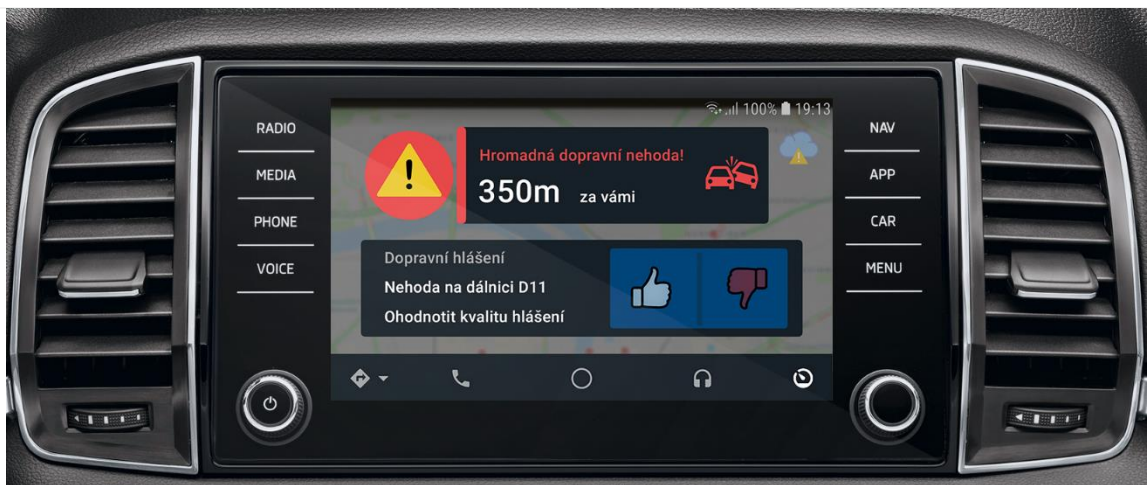 100% 19:13
RADIO
MEDIA
PHONE
VOICE
Hromadná dopravní nehoda!
350m za vámi
Dopravní hlášení
Nehoda na dálnici D11
Ohodnotit kvalitu hlášení
NAV
APP
CAR
MENU